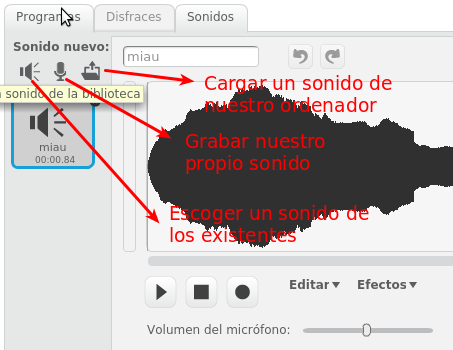 Programas Disfraces Sonidos
Sonido nuevo:
miau
sonido de la biblioteca
Cargar un sonido de
nuestro ordenador
miau
00:00.84
Grabar nuestro
propio sonido
Escoger un sonido de
los existentes
Editar Efectos
Volumen del micrófono: